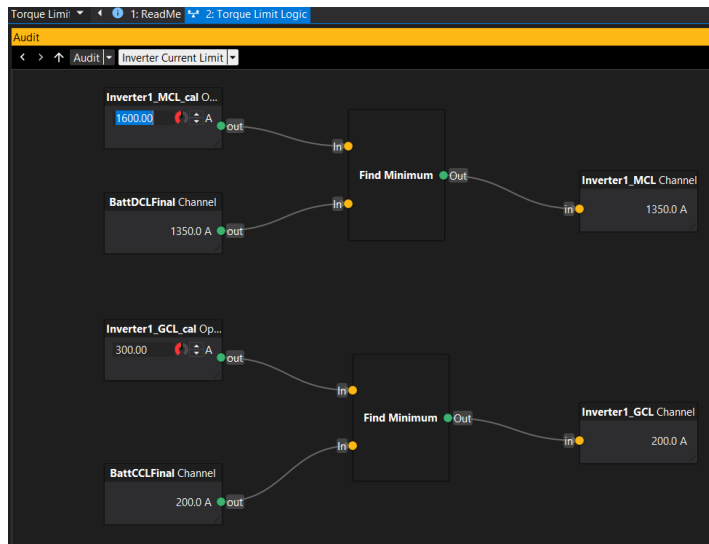 Torque Limit
1: ReadMe
2: Torque Limit Logic
Audit
Audit
Inverter Current Limit
Inverter1_MCL_cal O...
1600.00 A
out
In
Find Minimum
Out
BattDCLFinal Channel
In
1350.0 A
out
Inverter1_MCL Channel
in
1350.0 A
Inverter1_GCL_cal Op...
300.00 A
out
In
Find Minimum
Out
Inverter1_GCL Channel
in
200.0 A
In
BattCCLFinal Channel
200.0 A
out